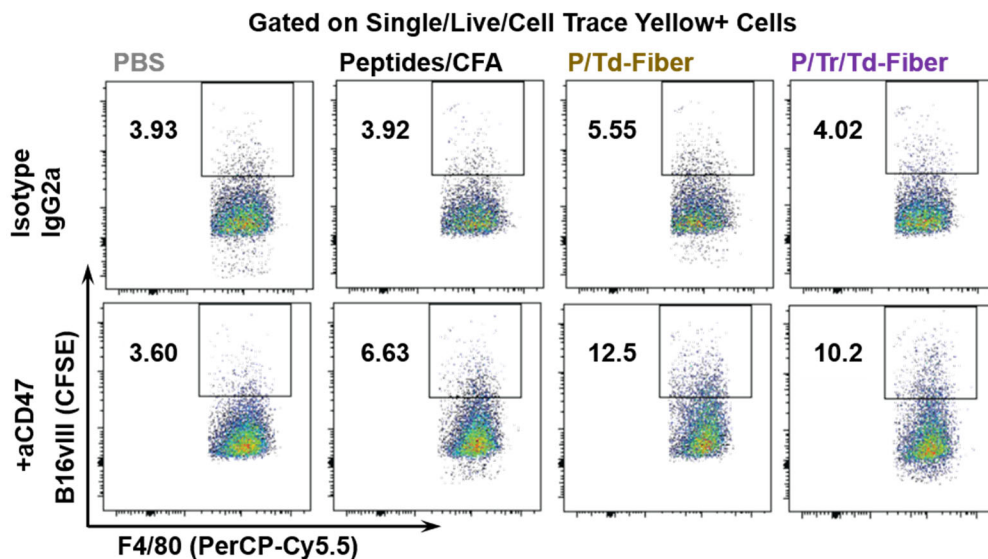 Gated on Single/Live/Cell Trace Yellow+ Cells
PBS
Peptides/CFA
P/Td-Fiber
P/Tr/Td-Fiber
Isotype
IgG2a
3.93
3.92
5.55
4.02
+aCD47
B16vIII (CFSE)
3.60
6.63
12.5
10.2
F4/80 (PerCP-Cy5.5)